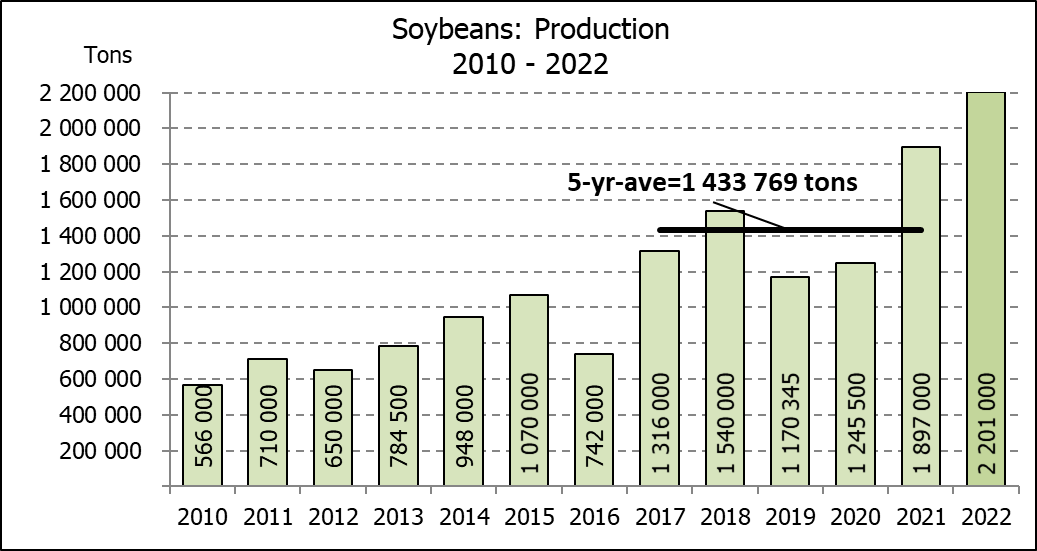 Soybeans: Production
2010 - 2022
Tons
2 200 000
2 000 000
1 800 000
1 600 000
1 400 000
1 200 000
1 000 000
800 000
600 000
400 000
200 000
5-yr-ave=1 433 769 tons
566 000
710 000
650 000
784 500
948 000
1 070 000
742 000
1 316 000
1 540 000
1 170 345
1 245 500
1 897 000
2 201 000
2010 2011 2012 2013 2014 2015 2016 2017 2018 2019 2020 2021 2022